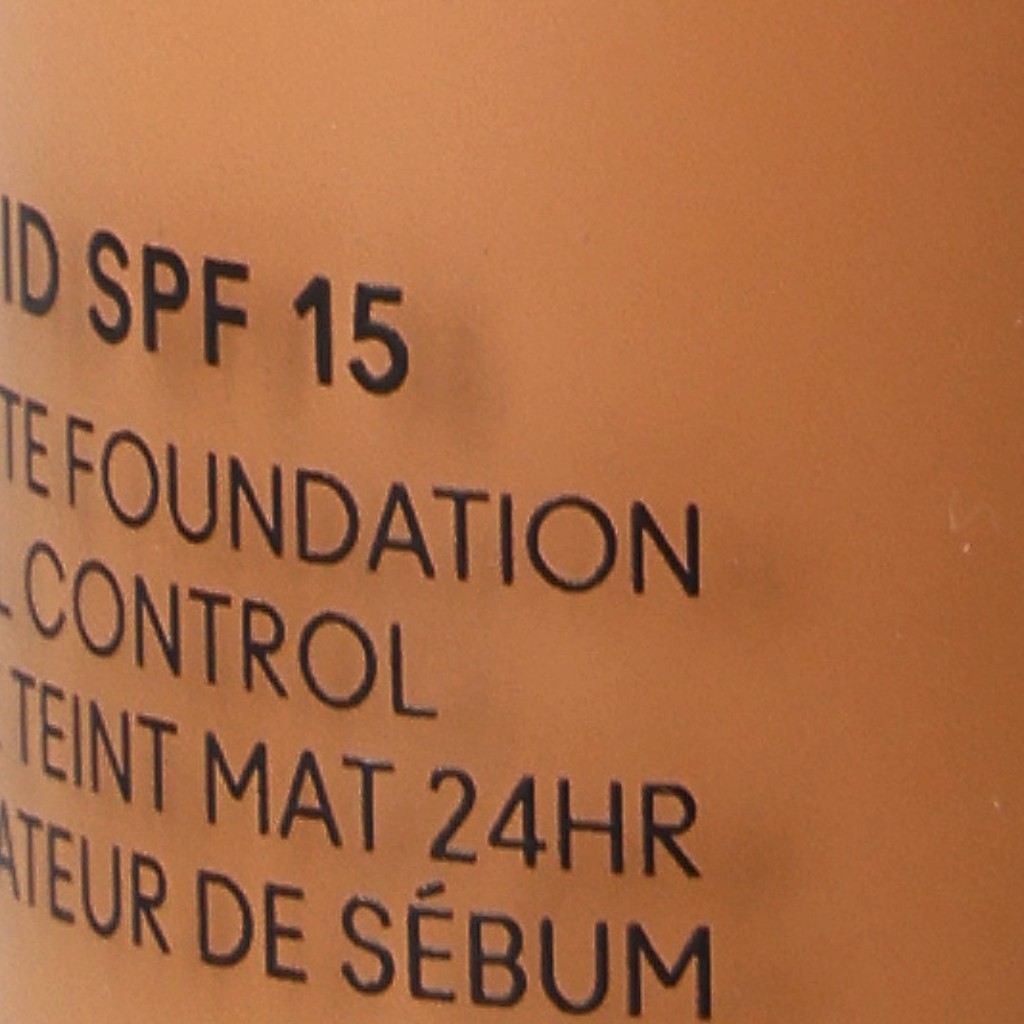 ID SPF 15
TE FOUNDATION
L CONTROL
TEINT MAT 24HR
ATEUR DE SÉBUM